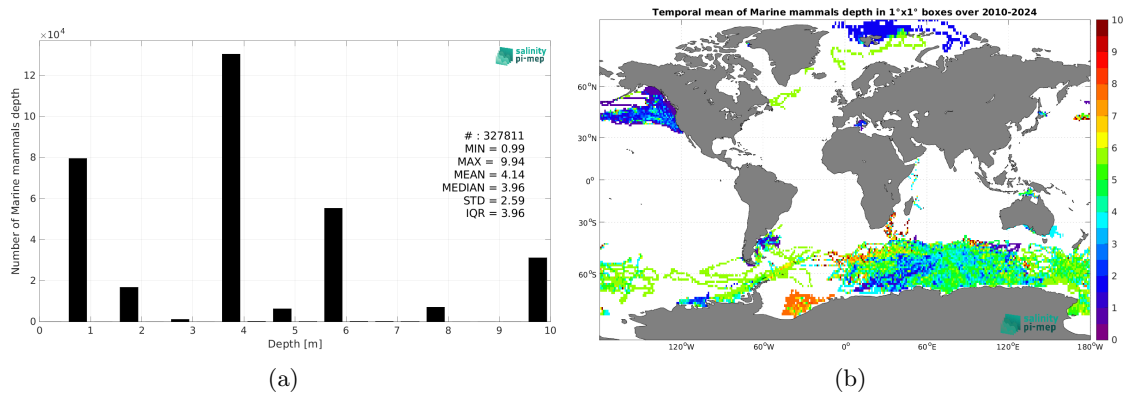 ×10⁴
12
10
8
6
4
2
0
0 1 2 3 4 5 6 7 8 9 10
Number of Marine mammals depth
Depth [m]
salinity
pi-mep
# : 327811
MIN = 0.99
MAX = 9.94
MEAN = 4.14
MEDIAN = 3.96
STD = 2.59
IQR = 3.96
(a)
Temporal mean of Marine mammals depth in 1°x1° boxes over 2010-2024
60°N
30°N
0°
30°S
60°S
120°W 60°W 0° 60°E 120°E 180°W
salinity
pi-mep
10
9
8
7
6
5
4
3
2
1
0
(b)